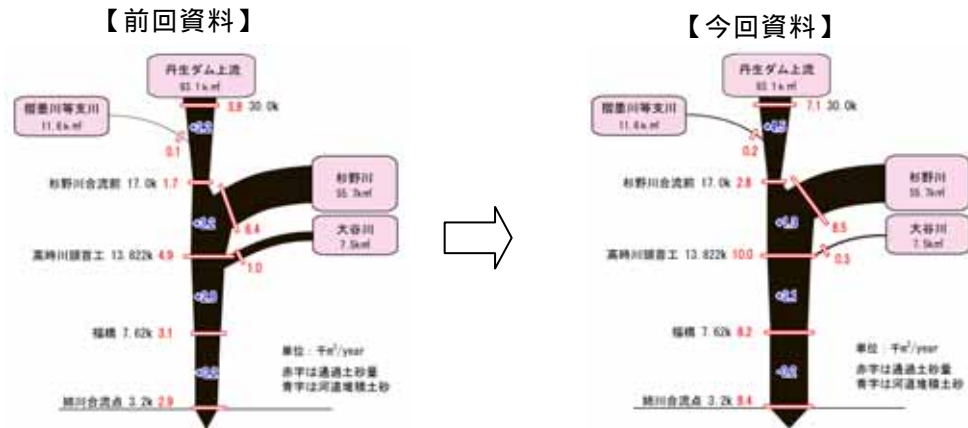 【前回資料】
丹生ダム上流
93.1k㎡
3.8 30.0k
摺墨川等支川
11.6k㎡
0.1
杉野川合流前 17.0k 1.7
杉野川
55.7k㎡
6.4
大谷川
7.5k㎡
高時川頭首工 13.822k 4.9
1.0
福橋 7.62k 3.1
単位：千m³/year
赤字は通過土砂量
青字は河道堆積土砂
姉川合流点 3.2k 2.9
【今回資料】
丹生ダム上流
93.1k㎡
7.1 30.0k
摺墨川等支川
11.6k㎡
0.2
杉野川合流前 17.0k 2.8
杉野川
55.7k㎡
8.5
大谷川
7.5k㎡
高時川頭首工 13.822k 10.0
0.3
福橋 7.62k 8.2
単位：千m³/year
赤字は通過土砂量
青字は河道堆積土砂
姉川合流点 3.2k